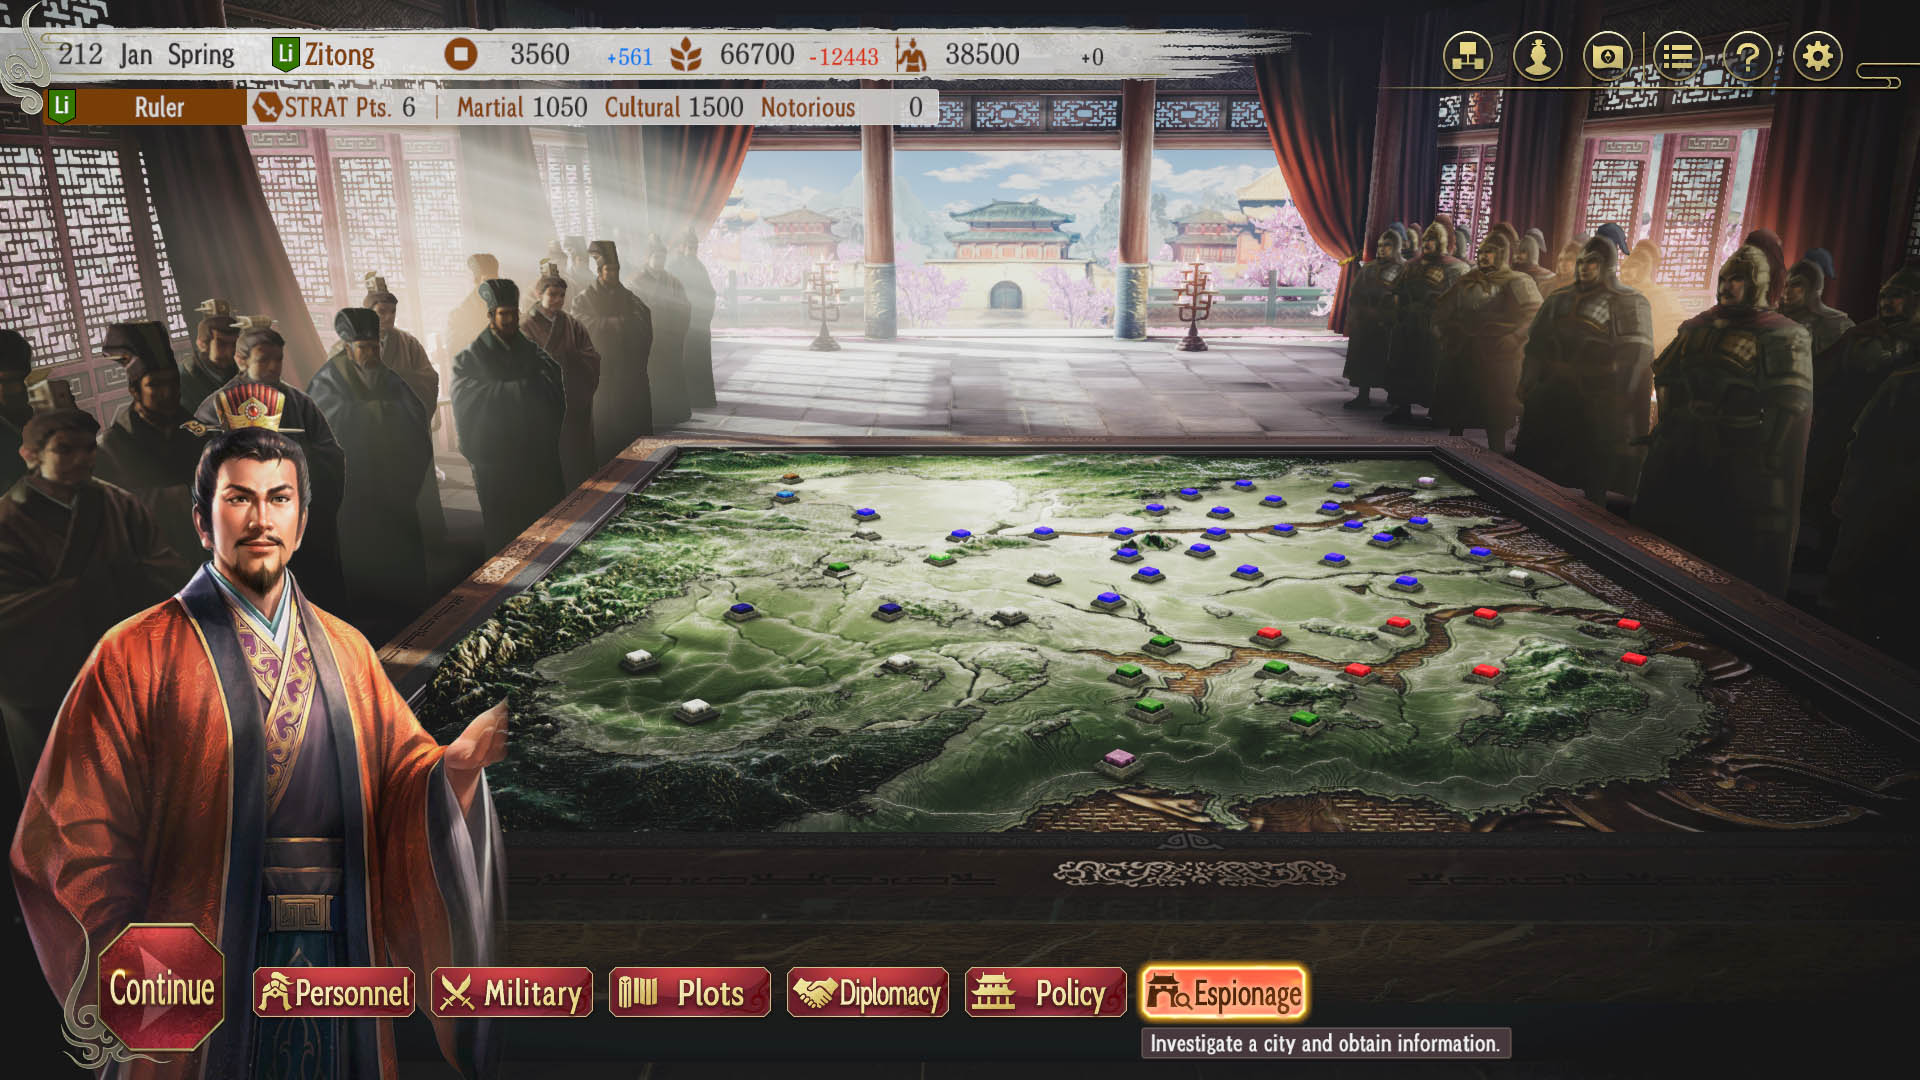 212 Jan Spring Li Zitong 3560 +561 66700 -12443 38500 +0
Li Ruler STRAT Pts. 6 | Martial 1050 Cultural 1500 Notorious 0
?
Continue Personnel Military Plots Diplomacy Policy Espionage
Investigate a city and obtain information.